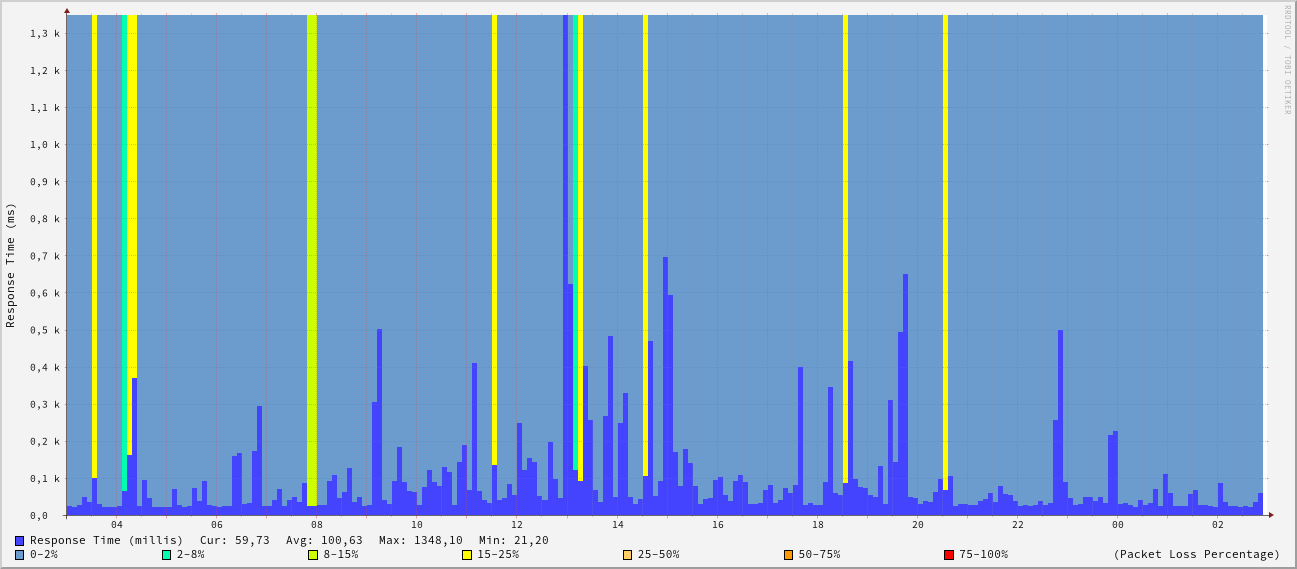 RRDTOOL / TOBI OETIKER
Response Time (ms)
1,3 k
1,2 k
1,1 k
1,0 k
0,9 k
0,8 k
0,7 k
0,6 k
0,5 k
0,4 k
0,3 k
0,2 k
0,1 k
0,0
04 06 08 10 12 14 16 18 20 22 00 02
Response Time (millis) Cur: 59,73 Avg: 100,63 Max: 1348,10 Min: 21,20
0-2% 2-8% 8-15% 15-25% 25-50% 50-75% 75-100% (Packet Loss Percentage)